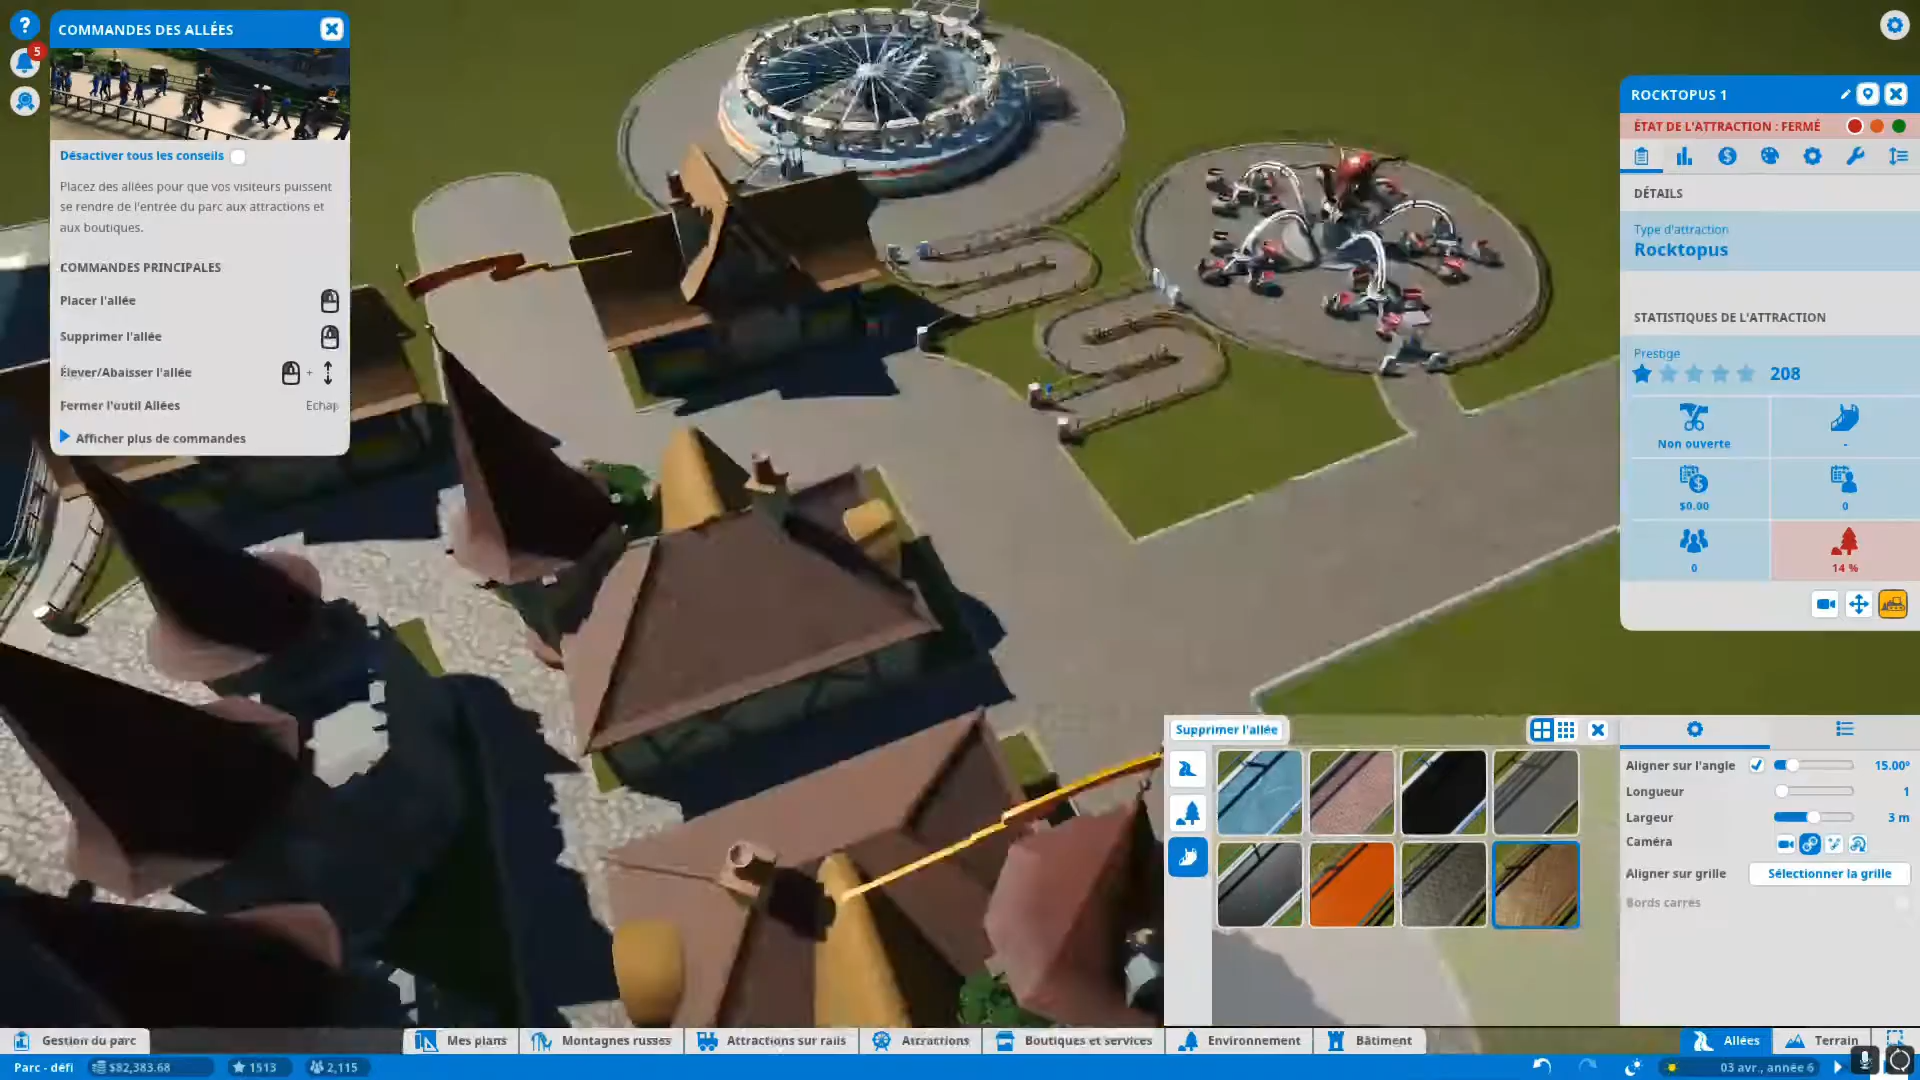 ?
5
COMMANDES DES ALLÉES
Désactiver tous les conseils
Placez des allées pour que vos visiteurs puissent
se rendre de l'entrée du parc aux attractions et
aux boutiques.
COMMANDES PRINCIPALES
Placer l'allée
Supprimer l'allée
Élever/Abaisser l'allée
+
Fermer l'outil Allées
Echap
Afficher plus de commandes
ROCKTOPUS 1
ÉTAT DE L'ATTRACTION : FERMÉ
DÉTAILS
Type d'attraction
Rocktopus
STATISTIQUES DE L'ATTRACTION
Prestige
208
Non ouverte
-
$0.00
0
0
14 %
Supprimer l'allée
Aligner sur l'angle
15.00°
Longueur
1
Largeur
3 m
Caméra
Aligner sur grille
Sélectionner la grille
Bords carrés
Gestion du parc
Mes plans
Montagnes russes
Attractions sur rails
Attractions
Boutiques et services
Environnement
Bâtiment
Allées
Terrain
Parc - défi
$82,383.68
1513
2,115
03 avr., année 6